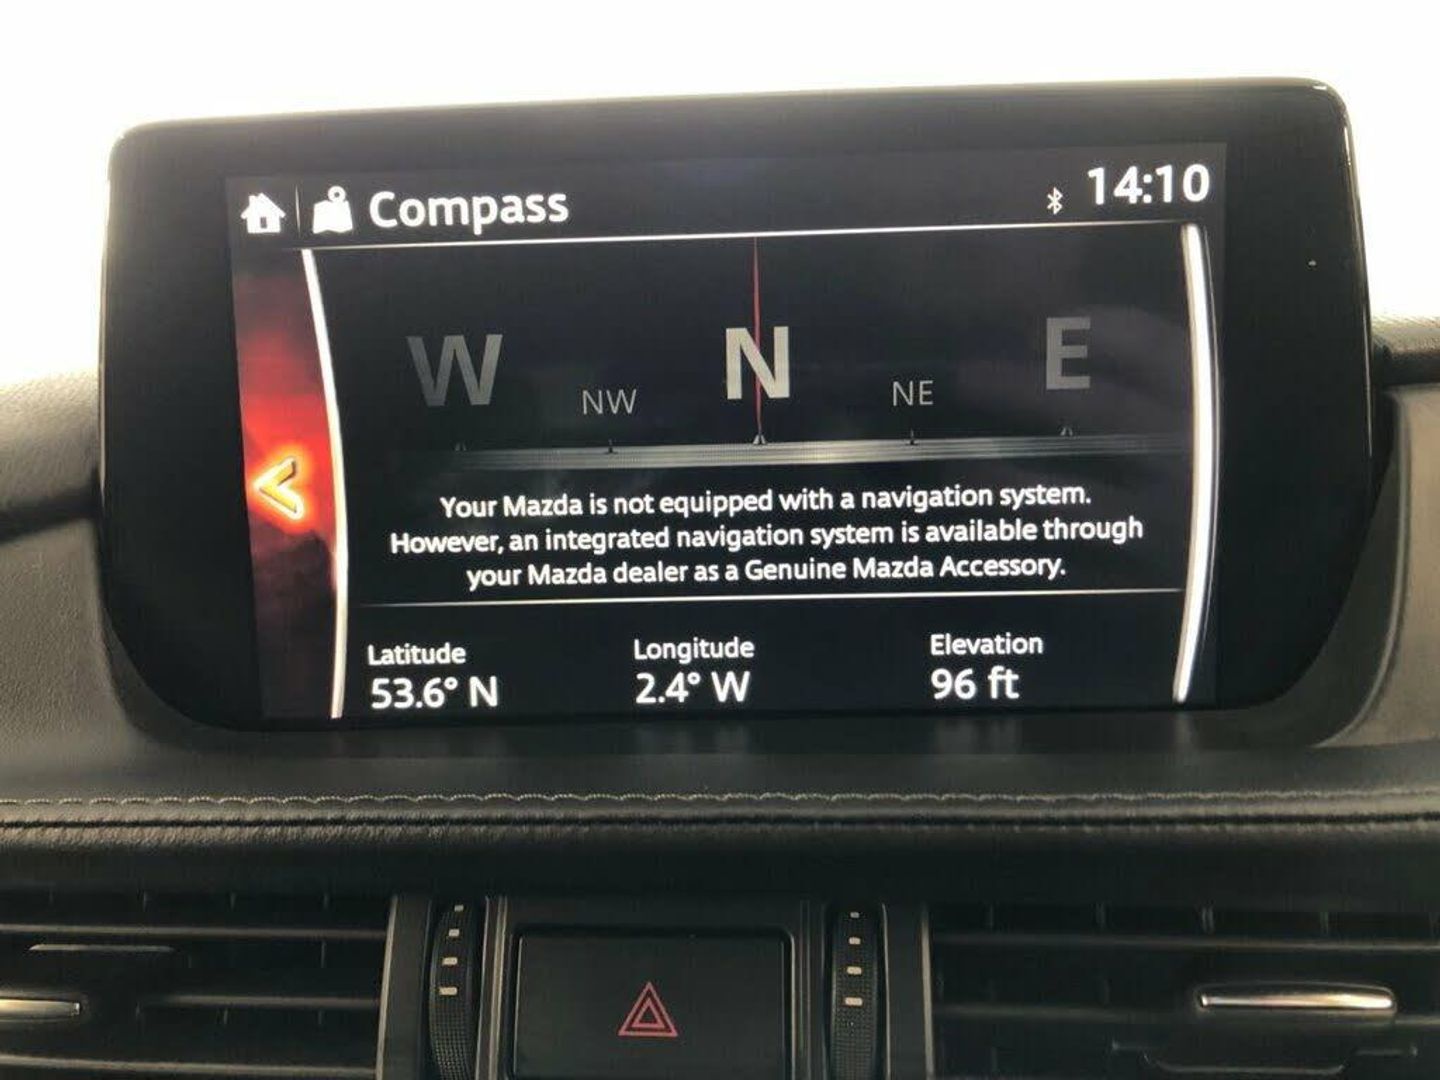 Compass
14:10
W
NW
N
NE
E
Your Mazda is not equipped with a navigation system.
However, an integrated navigation system is available through
your Mazda dealer as a Genuine Mazda Accessory.
Latitude
53.6° N
Longitude
2.4° W
Elevation
96 ft